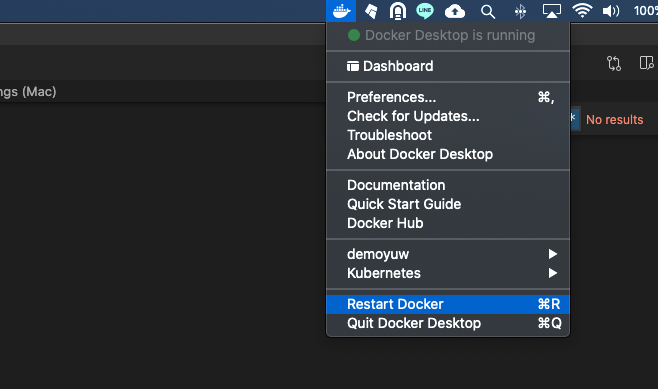 LINE
100%
Docker Desktop is running
Dashboard
ngs (Mac)
Preferences... ⌘,
Check for Updates...
Troubleshoot
About Docker Desktop
* No results
Documentation
Quick Start Guide
Docker Hub
demoyuw
Kubernetes
Restart Docker ⌘R
Quit Docker Desktop ⌘Q